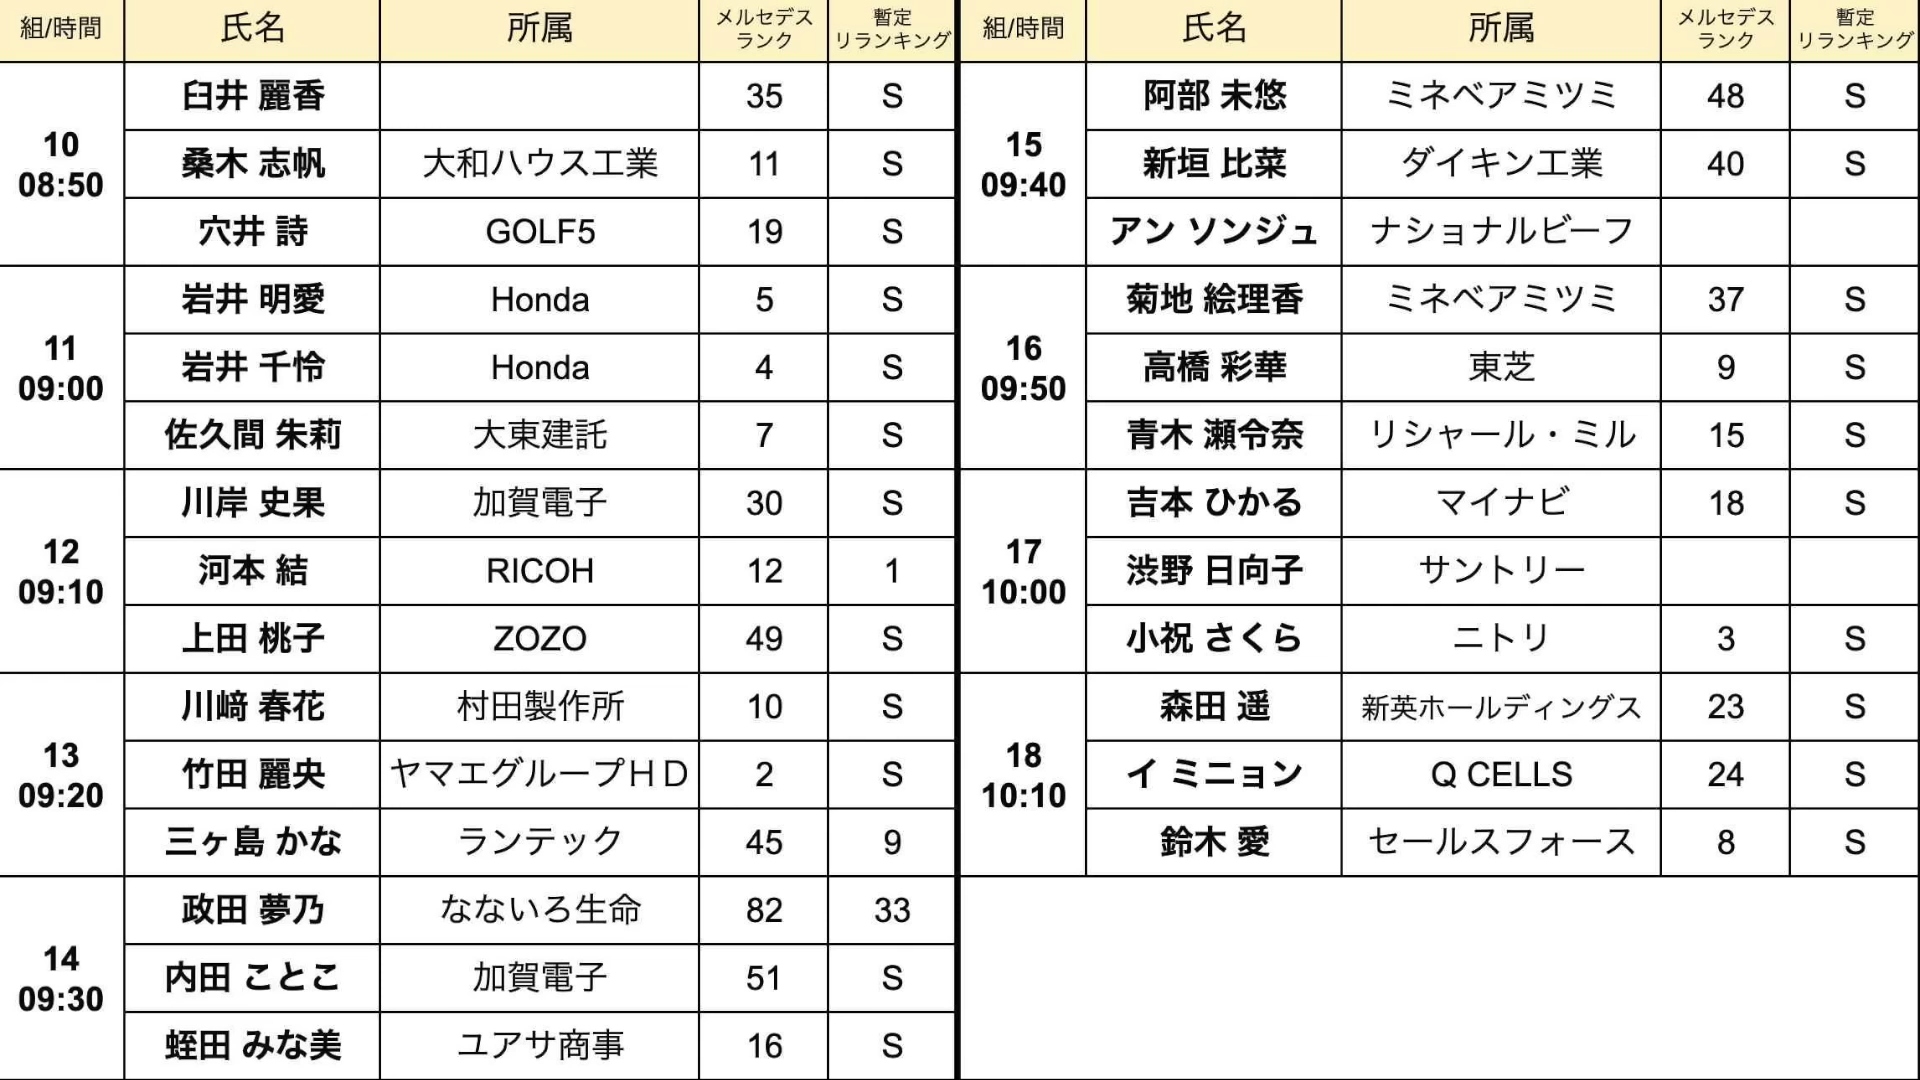 組/時間 氏名 所属 メルセデスランク 暫定リランキング
10 08:50
臼井 麗香 35 S
桑木 志帆 大和ハウス工業 11 S
穴井 詩 GOLF5 19 S
11 09:00
岩井 明愛 Honda 5 S
岩井 千怜 Honda 4 S
佐久間 朱莉 大東建託 7 S
12 09:10
川岸 史果 加賀電子 30 S
河本 結 RICOH 12 1
上田 桃子 ZOZO 49 S
13 09:20
川﨑 春花 村田製作所 10 S
竹田 麗央 ヤマエグループＨＤ 2 S
三ヶ島 かな ランテック 45 9
14 09:30
政田 夢乃 なないろ生命 82 33
内田 ことこ 加賀電子 51 S
蛭田 みな美 ユアサ商事 16 S
組/時間 氏名 所属 メルセデスランク 暫定リランキング
15 09:40
阿部 未悠 ミネベアミツミ 48 S
新垣 比菜 ダイキン工業 40 S
アン ソンジュ ナショナルビーフ
16 09:50
菊地 絵理香 ミネベアミツミ 37 S
高橋 彩華 東芝 9 S
青木 瀬令奈 リシャール・ミル 15 S
17 10:00
吉本 ひかる マイナビ 18 S
渋野 日向子 サントリー
小祝 さくら ニトリ 3 S
18 10:10
森田 遥 新英ホールディングス 23 S
イ ミニョン Q CELLS 24 S
鈴木 愛 セールスフォース 8 S